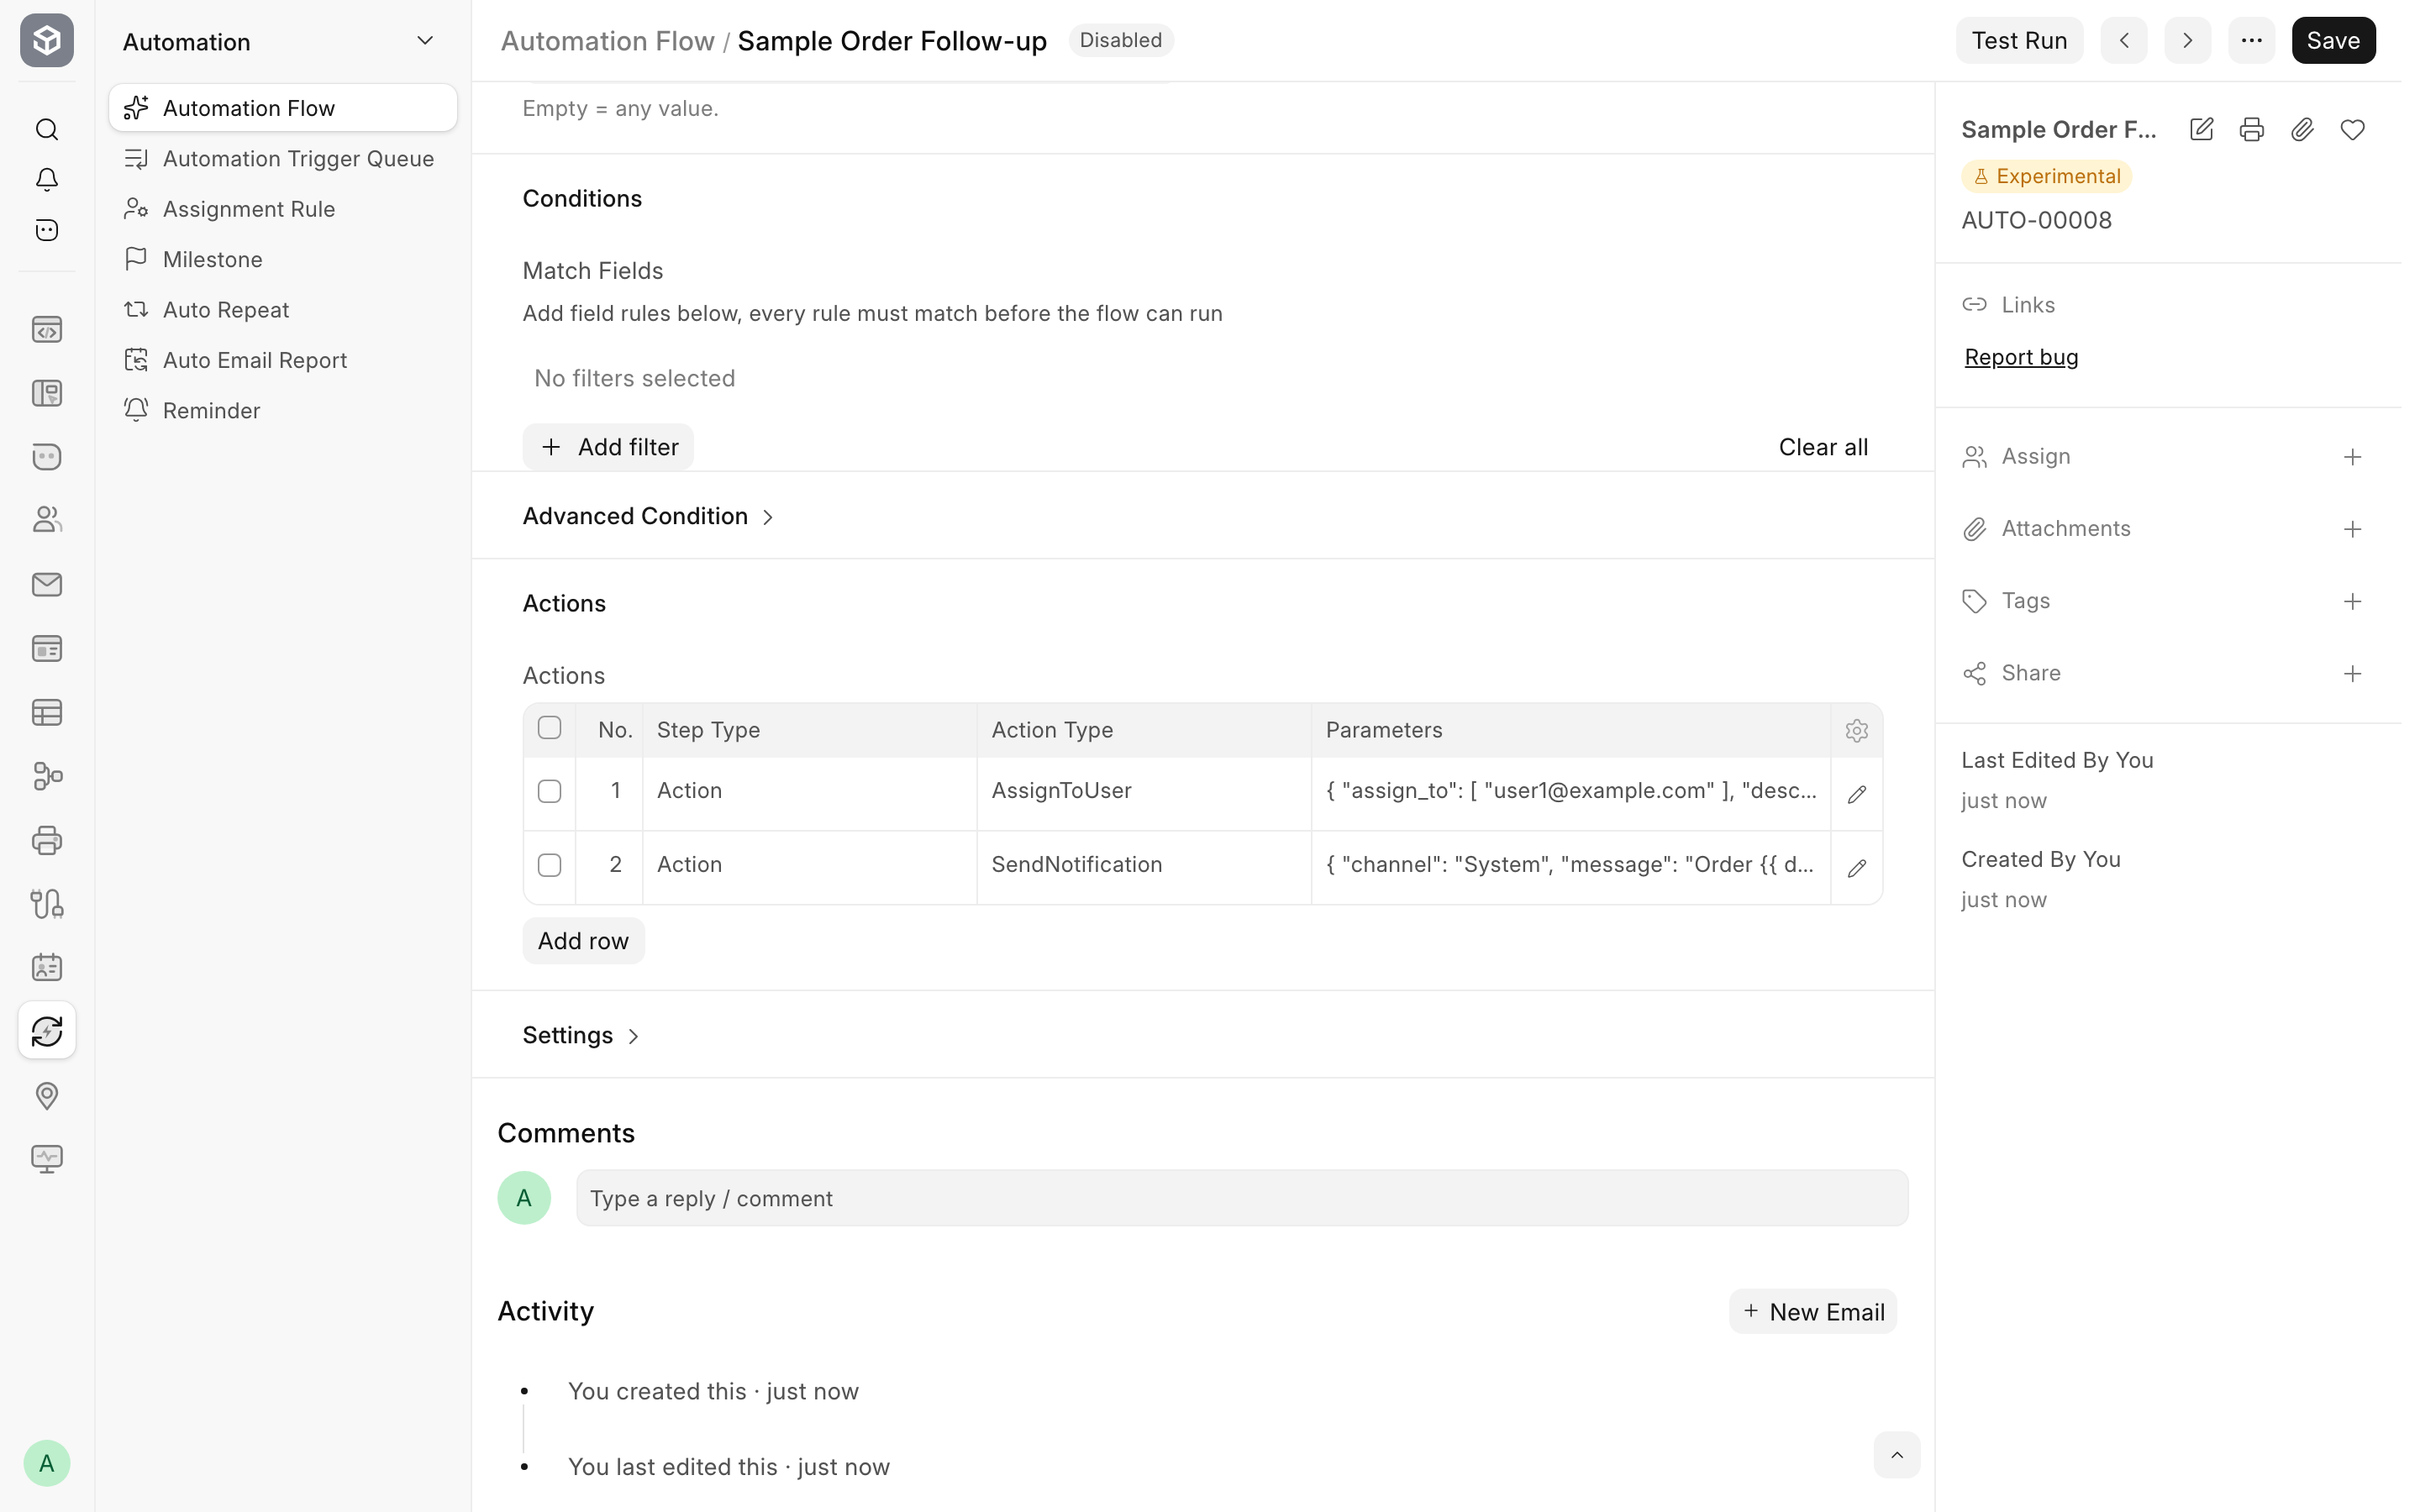 Automation
Automation Flow
Automation Trigger Queue
Assignment Rule
Milestone
Auto Repeat
Auto Email Report
Reminder
A
Automation Flow / Sample Order Follow-up Disabled
Test Run ... Save
Empty = any value.
Conditions
Match Fields
Add field rules below, every rule must match before the flow can run
No filters selected
+ Add filter Clear all
Advanced Condition
Actions
Actions
No. Step Type Action Type Parameters
1 Action AssignToUser { "assign_to": [ "user1@example.com" ], "desc...
2 Action SendNotification { "channel": "System", "message": "Order {{ d...
Add row
Settings
Comments
A Type a reply / comment
Activity + New Email
You created this · just now
You last edited this · just now
Sample Order F...
Experimental
AUTO-00008
Links
Report bug
Assign +
Attachments +
Tags +
Share +
Last Edited By You
just now
Created By You
just now